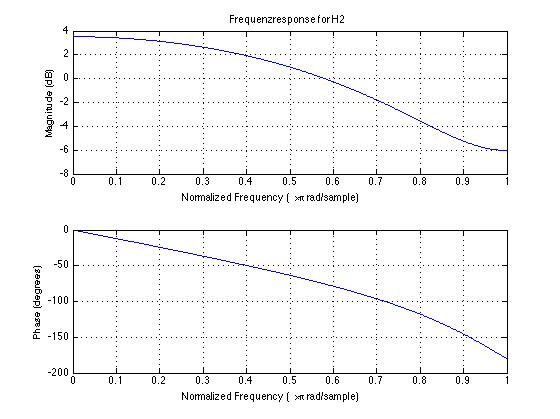 Frequenzresponse for H2
4
2
0
-2
-4
-6
-8
Magnitude (dB)
0 0.1 0.2 0.3 0.4 0.5 0.6 0.7 0.8 0.9 1
Normalized Frequency ( ×π rad/sample)
0
-50
-100
-150
-200
Phase (degrees)
0 0.1 0.2 0.3 0.4 0.5 0.6 0.7 0.8 0.9 1
Normalized Frequency ( ×π rad/sample)